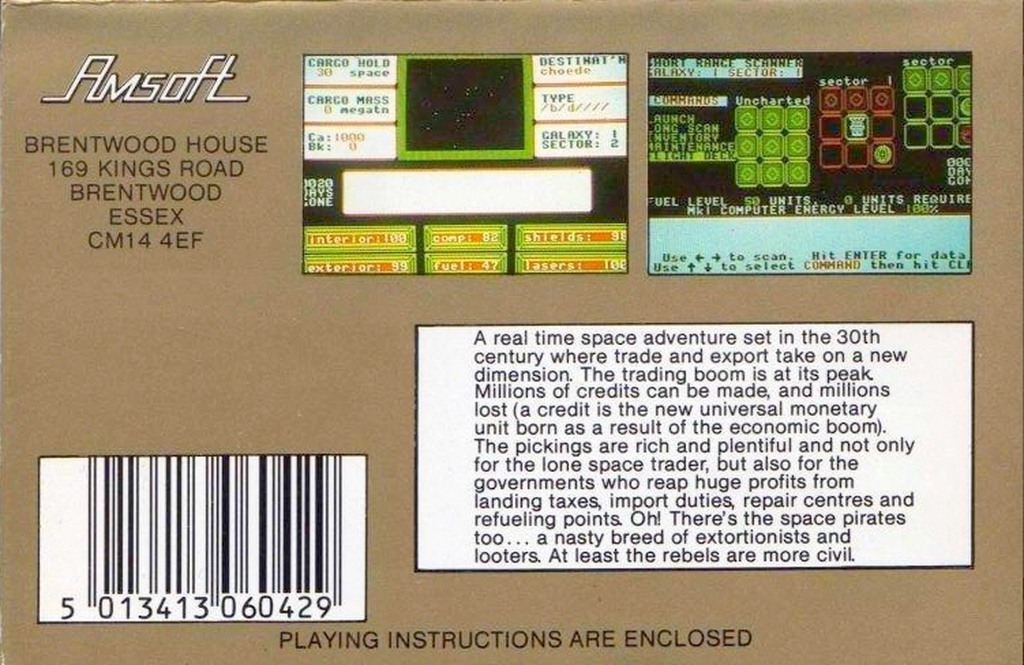 Amsoft
BRENTWOOD HOUSE
169 KINGS ROAD
BRENTWOOD
ESSEX
CM14 4EF
CARGO HOLD
30 space
CARGO MASS
0 megatn
Ca:1000
Bk: 0
DESTINAT'N
choede
TYPE
/b/d////
GALAXY: 1
SECTOR: 2
interior:100
comp: 82
shields:
exterior: 99
fuel: 47
lasers: 100
SHORT RANGE SCANNER
GALAXY: 1 SECTOR: 1
COMMANDS
Uncharted
sector 1
sector
LAUNCH
LONG SCAN
INVENTORY
MAINTENANCE
FLIGHT DECK
FUEL LEVEL 50 UNITS. 0 UNITS REQUIRE
Mk1 COMPUTER ENERGY LEVEL 100%
Use ← → to scan. Hit ENTER for data
Use ↑ ↓ to select COMMAND then hit CL
A real time space adventure set in the 30th
century where trade and export take on a new
dimension. The trading boom is at its peak.
Millions of credits can be made, and millions
lost (a credit is the new universal monetary
unit born as a result of the economic boom).
The pickings are rich and plentiful and not only
for the lone space trader, but also for the
governments who reap huge profits from
landing taxes, import duties, repair centres and
refueling points. Oh! There's the space pirates
too... a nasty breed of extortionists and
looters. At least the rebels are more civil.
5 013413 060429
PLAYING INSTRUCTIONS ARE ENCLOSED